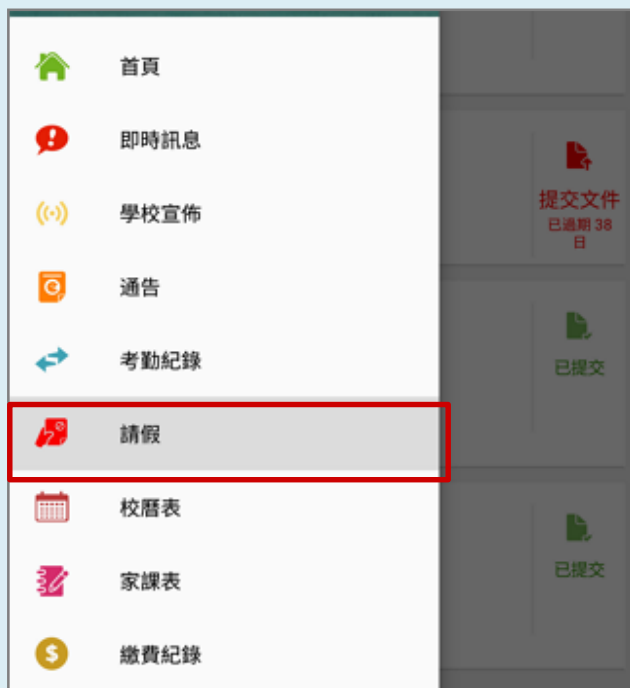 首頁
即時訊息
學校宣佈
通告
考勤紀錄
請假
校曆表
家課表
繳費紀錄
提交文件
已過期 38
日
已提交
已提交